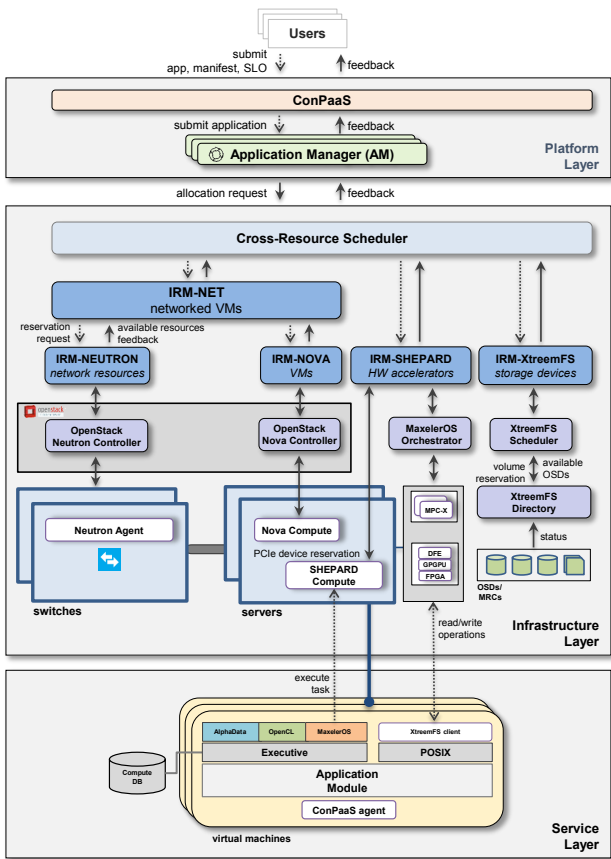 Users
submit
app, manifest, SLO
feedback
ConPaaS
submit application
feedback
Application Manager (AM)
Platform
Layer
allocation request
feedback
Cross-Resource Scheduler
IRM-NET
networked VMs
reservation
request
available resources
feedback
IRM-NEUTRON
network resources
IRM-NOVA
VMs
IRM-SHEPARD
HW accelerators
IRM-XtreemFS
storage devices
openstack
OpenStack
Neutron Controller
OpenStack
Nova Controller
MaxelerOS
Orchestrator
XtreemFS
Scheduler
volume
reservation
available
OSDs
XtreemFS
Directory
MPC-X
Neutron Agent
Nova Compute
PCIe device reservation
SHEPARD
Compute
DFE
GPGPU
FPGA
status
OSDs/
MRCs
switches
servers
read/write
operations
Infrastructure
Layer
execute
task
AlphaData
OpenCL
MaxelerOS
XtreemFS client
Executive
POSIX
Compute
DB
Application
Module
ConPaaS agent
virtual machines
Service
Layer